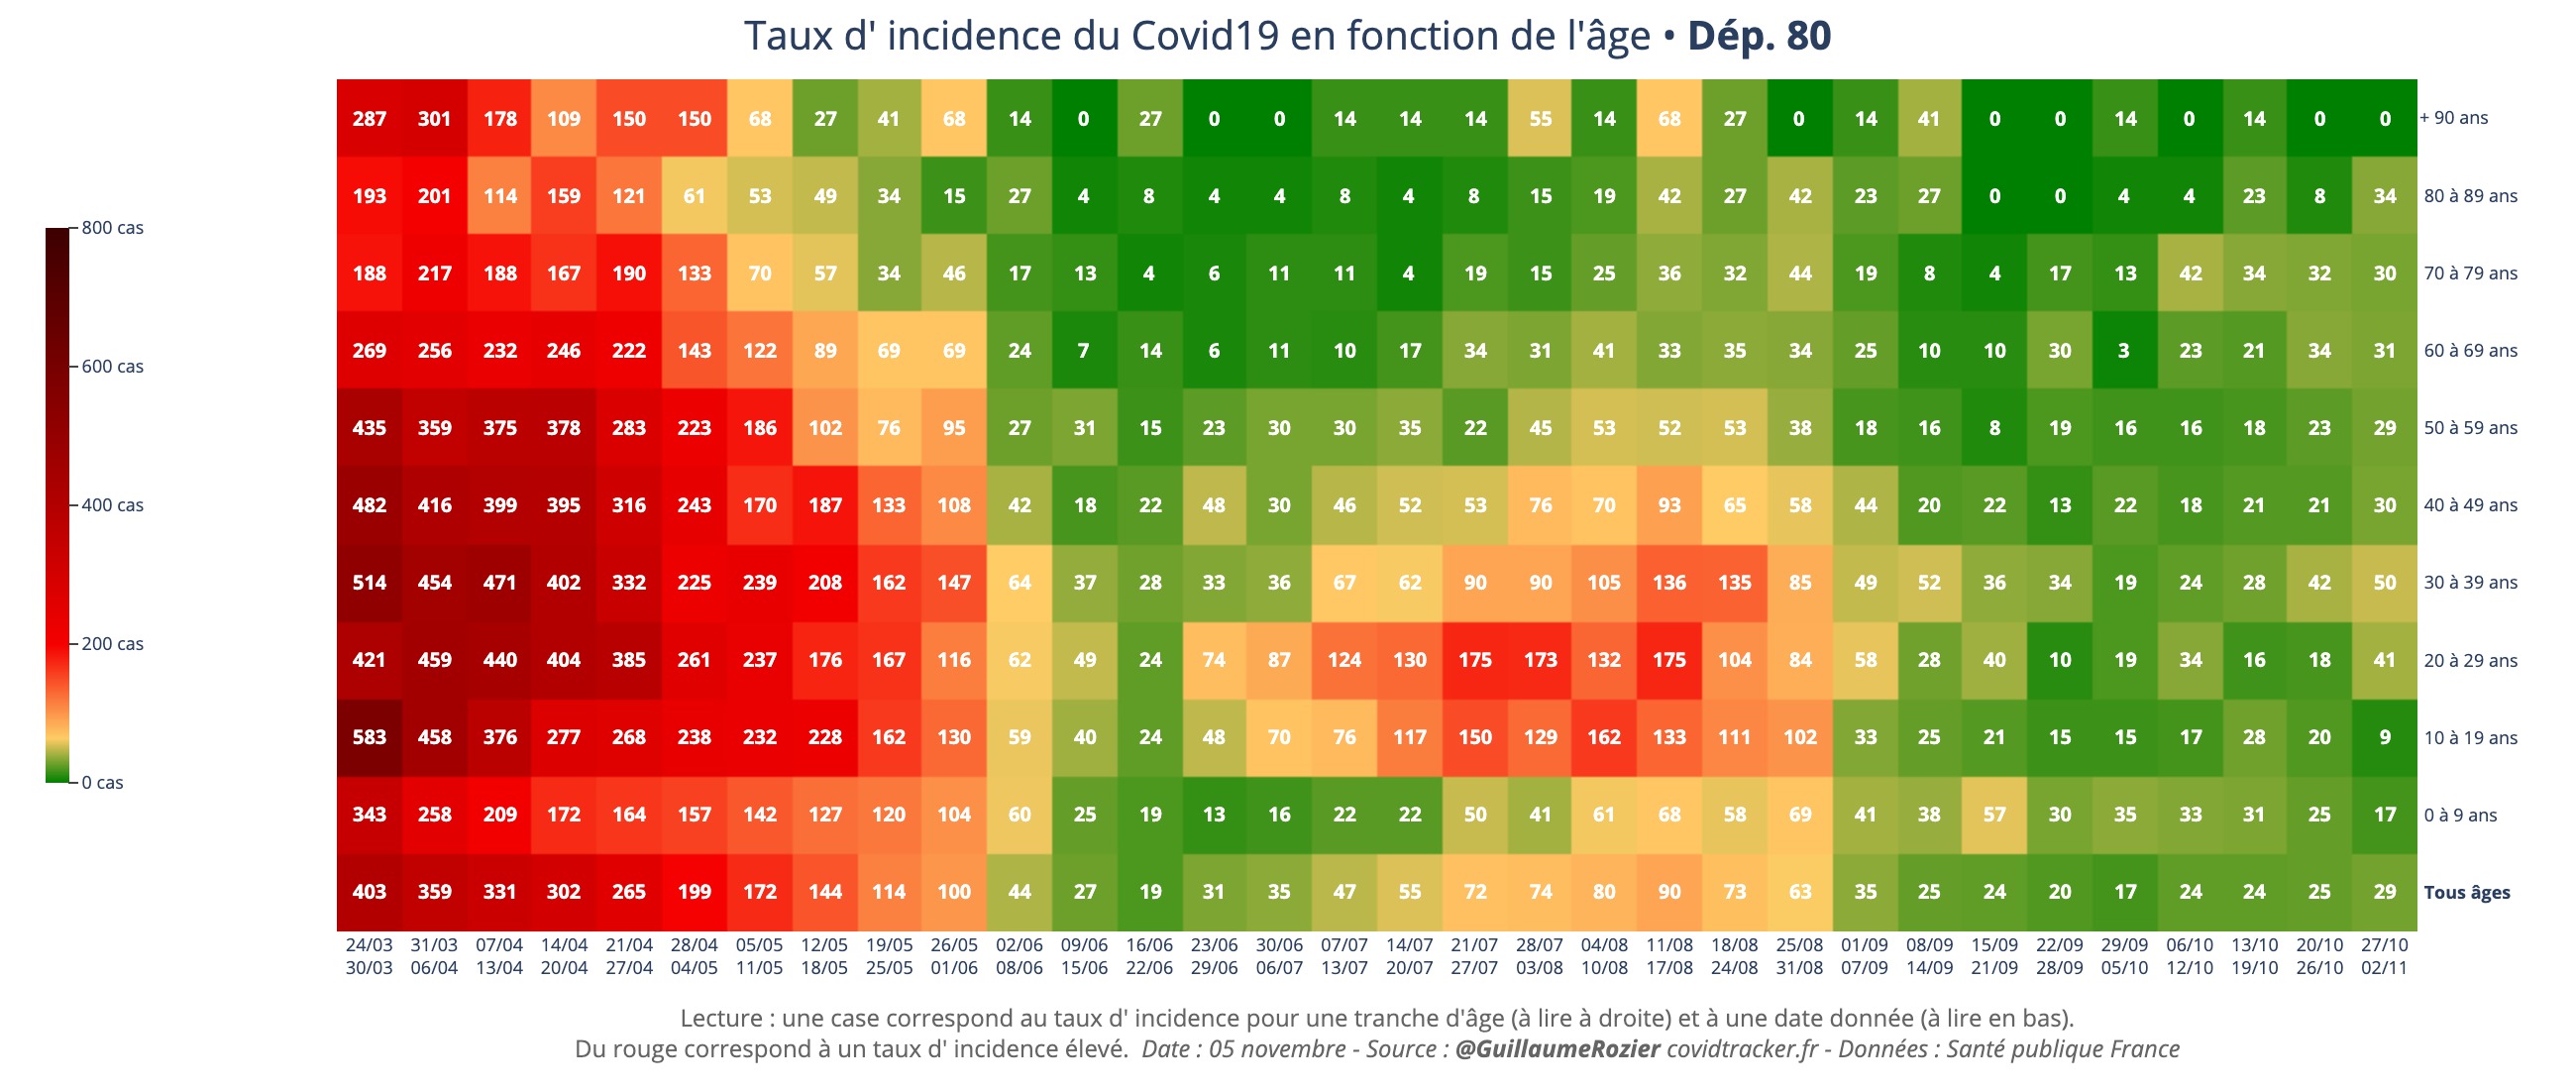 Taux d' incidence du Covid19 en fonction de l'âge • Dép. 80
287 301 178 109 150 150 68 27 41 68 14 0 27 0 0 14 14 14 55 14 68 27 0 14 41 0 0 14 0 14 0 0 + 90 ans
193 201 114 159 121 61 53 49 34 15 27 4 8 4 4 8 4 8 15 19 42 27 42 23 27 0 0 4 4 23 8 34 80 à 89 ans
800 cas
188 217 188 167 190 133 70 57 34 46 17 13 4 6 11 11 4 19 15 25 36 32 44 19 8 4 17 13 42 34 32 30 70 à 79 ans
269 256 232 246 222 143 122 89 69 69 24 7 14 6 11 10 17 34 31 41 33 35 34 25 10 10 30 3 23 21 34 31 60 à 69 ans
600 cas
435 359 375 378 283 223 186 102 76 95 27 31 15 23 30 30 35 22 45 53 52 53 38 18 16 8 19 16 16 18 23 29 50 à 59 ans
400 cas
482 416 399 395 316 243 170 187 133 108 42 18 22 48 30 46 52 53 76 70 93 65 58 44 20 22 13 22 18 21 21 30 40 à 49 ans
514 454 471 402 332 225 239 208 162 147 64 37 28 33 36 67 62 90 90 105 136 135 85 49 52 36 34 19 24 28 42 50 30 à 39 ans
200 cas
421 459 440 404 385 261 237 176 167 116 62 49 24 74 87 124 130 175 173 132 175 104 84 58 28 40 10 19 34 16 18 41 20 à 29 ans
583 458 376 277 268 238 232 228 162 130 59 40 24 48 70 76 117 150 129 162 133 111 102 33 25 21 15 15 17 28 20 9 10 à 19 ans
0 cas
343 258 209 172 164 157 142 127 120 104 60 25 19 13 16 22 22 50 41 61 68 58 69 41 38 57 30 35 33 31 25 17 0 à 9 ans
403 359 331 302 265 199 172 144 114 100 44 27 19 31 35 47 55 72 74 80 90 73 63 35 25 24 20 17 24 24 25 29 Tous âges
24/03 31/03 07/04 14/04 21/04 28/04 05/05 12/05 19/05 26/05 02/06 09/06 16/06 23/06 30/06 07/07 14/07 21/07 28/07 04/08 11/08 18/08 25/08 01/09 08/09 15/09 22/09 29/09 06/10 13/10 20/10 27/10
30/03 06/04 13/04 20/04 27/04 04/05 11/05 18/05 25/05 01/06 08/06 15/06 22/06 29/06 06/07 13/07 20/07 27/07 03/08 10/08 17/08 24/08 31/08 07/09 14/09 21/09 28/09 05/10 12/10 19/10 26/10 02/11
Lecture : une case correspond au taux d' incidence pour une tranche d'âge (à lire à droite) et à une date donnée (à lire en bas).
Du rouge correspond à un taux d' incidence élevé. Date : 05 novembre - Source : @GuillaumeRozier covidtracker.fr - Données : Santé publique France